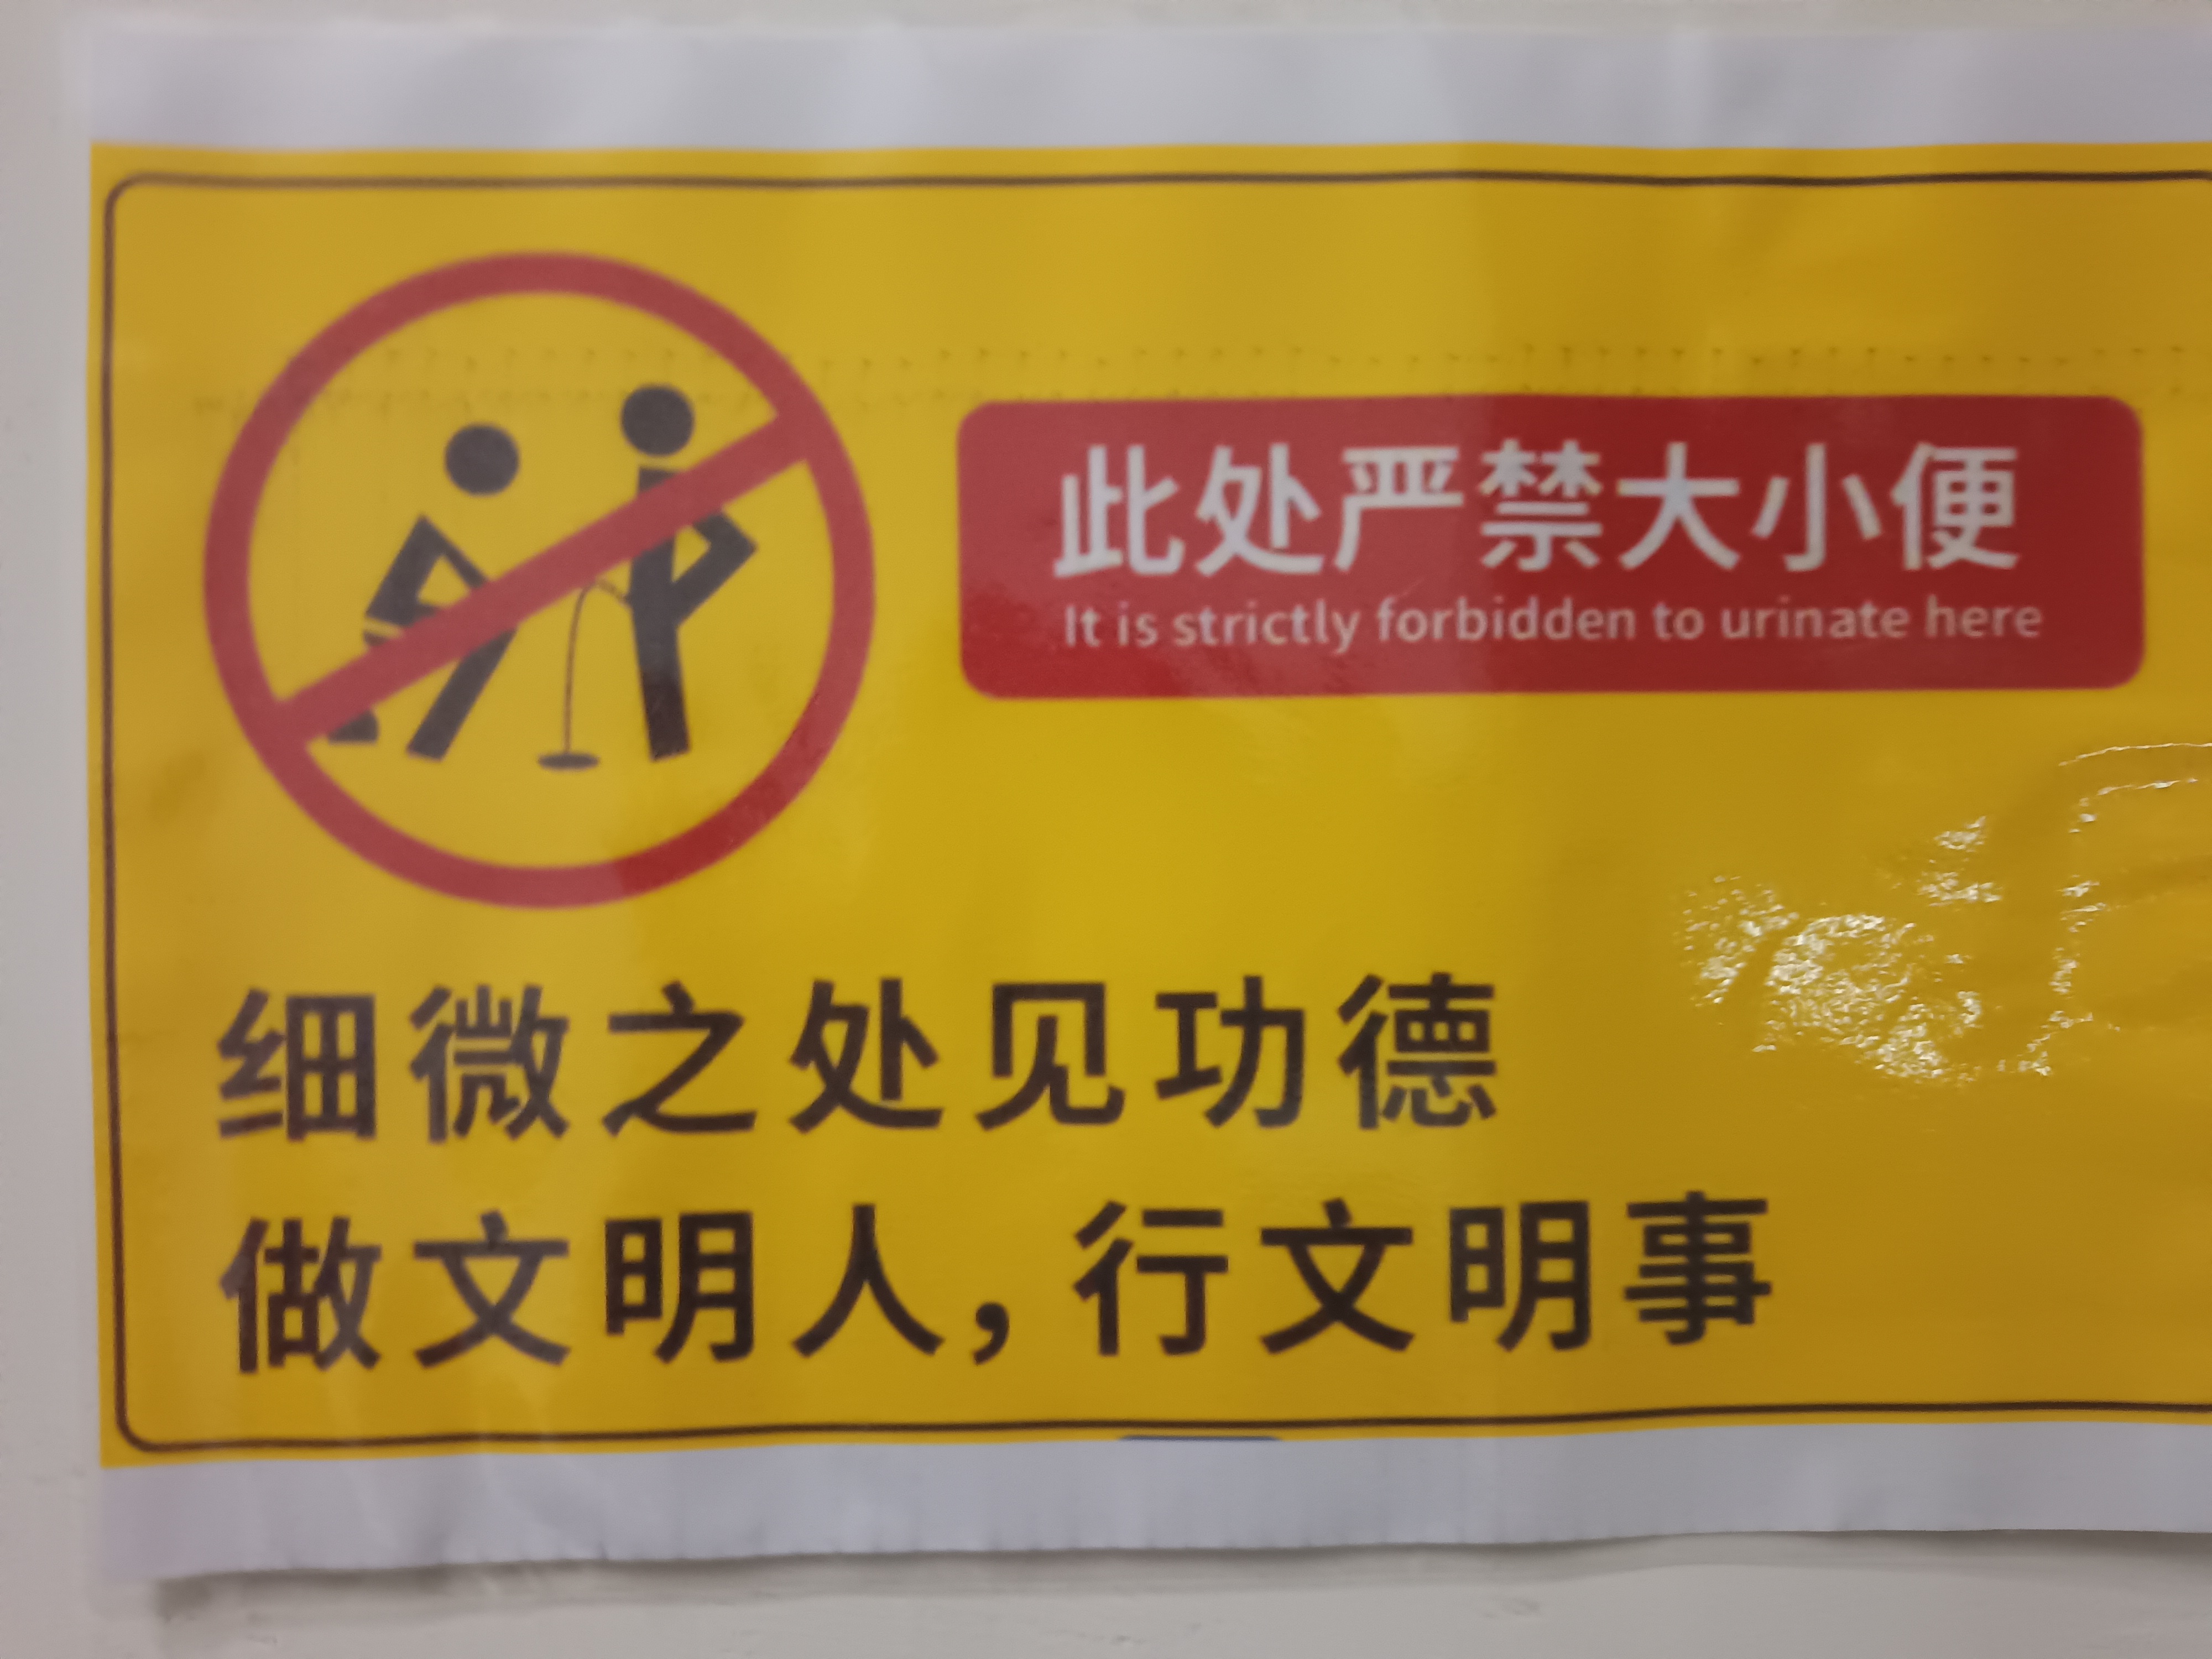 此处严禁大小便
It is strictly forbidden to urinate here
细微之处见功德
做文明人，行文明事